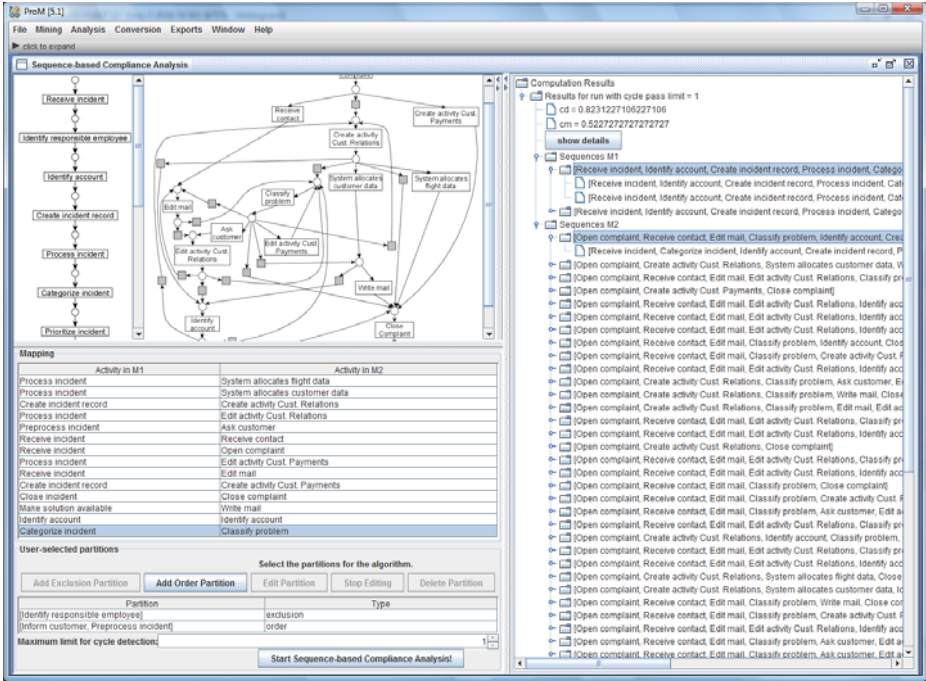 ProM [5.1]
File Mining Analysis Conversion Exports Window Help
click to expand
Sequence-based Compliance Analysis
Receive incident
Identify responsible employee
Identify account
Create incident record
Process incident
Categorize incident
Prioritize incident
Receive contact
Create activity Cust. Payments
Create activity Cust. Relations
System allocates customer data
System allocates flight data
Classify problem
Edit mail
Ask customer
Edit activity Cust. Relations
Edit activity Cust. Payments
Write mail
Identify account
Close Complaint
Mapping
Activity in M1 Activity in M2
Process incident System allocates flight data
Process incident System allocates customer data
Create incident record Create activity Cust. Relations
Process incident Edit activity Cust. Relations
Preprocess incident Ask customer
Receive incident Receive contact
Receive incident Open complaint
Process incident Edit activity Cust. Payments
Receive incident Edit mail
Create incident record Create activity Cust. Payments
Close incident Close complaint
Make solution available Write mail
Identify account Identify account
Categorize incident Classify problem
User-selected partitions
Select the partitions for the algorithm.
Add Exclusion Partition Add Order Partition Edit Partition Stop Editing Delete Partition
Partition Type
[Identify responsible employee] exclusion
[Inform customer, Preprocess incident] order
Maximum limit for cycle detection: 1
Start Sequence-based Compliance Analysis!
Computation Results
Results for run with cycle pass limit = 1
cd = 0.8231227106227106
cm = 0.5227272727272727
show details
Sequences M1
[Receive incident, Identify account, Create incident record, Process incident, Catego
[Receive incident, Identify account, Create incident record, Process incident, Cat
[Receive incident, Identify account, Create incident record, Process incident, Cat
[Receive incident, Identify account, Create incident record, Process incident, Catego
Sequences M2
[Open complaint, Receive contact, Edit mail, Classify problem, Identify account, Crea
[Receive incident, Categorize incident, Identify account, Create incident record, P
[Open complaint, Create activity Cust. Relations, System allocates customer data, W
[Open complaint, Receive contact, Edit mail, Edit activity Cust. Relations, Classify pr
[Open complaint, Create activity Cust. Payments, Close complaint]
[Open complaint, Receive contact, Edit mail, Edit activity Cust. Relations, Identify acc
[Open complaint, Receive contact, Edit mail, Edit activity Cust. Relations, Identify acc
[Open complaint, Receive contact, Edit mail, Edit activity Cust. Relations, Identify acc
[Open complaint, Receive contact, Edit mail, Classify problem, Identify account, Clos
[Open complaint, Receive contact, Edit mail, Classify problem, Create activity Cust. F
[Open complaint, Receive contact, Edit mail, Edit activity Cust. Relations, Identify acc
[Open complaint, Create activity Cust. Relations, Classify problem, Ask customer, E
[Open complaint, Create activity Cust. Relations, Classify problem, Write mail, Close
[Open complaint, Create activity Cust. Relations, Classify problem, Edit mail, Edit ac
[Open complaint, Receive contact, Edit mail, Edit activity Cust. Relations, Classify pr
[Open complaint, Receive contact, Edit mail, Edit activity Cust. Relations, Identify acc
[Open complaint, Create activity Cust. Relations, Close complaint]
[Open complaint, Receive contact, Edit mail, Edit activity Cust. Relations, Classify pr
[Open complaint, Receive contact, Edit mail, Edit activity Cust. Relations, Identify acc
[Open complaint, Receive contact, Edit mail, Classify problem, Close complaint]
[Open complaint, Receive contact, Edit mail, Classify problem, Create activity Cust. F
[Open complaint, Receive contact, Edit mail, Classify problem, Ask customer, Edit a
[Open complaint, Receive contact, Edit mail, Edit activity Cust. Relations, Classify pr
[Open complaint, Create activity Cust. Relations, Identify account, Classify problem,
[Open complaint, Receive contact, Edit mail, Edit activity Cust. Relations, Classify pr
[Open complaint, Receive contact, Edit mail, Edit activity Cust. Relations, Identify acc
[Open complaint, Create activity Cust. Relations, System allocates flight data, Close
[Open complaint, Create activity Cust. Relations, System allocates customer data, Ic
[Open complaint, Receive contact, Edit mail, Classify problem, Write mail, Close con
[Open complaint, Receive contact, Edit mail, Classify problem, Create activity Cust. F
[Open complaint, Receive contact, Edit mail, Edit activity Cust. Relations, Identify acc
[Open complaint, Receive contact, Edit mail, Classify problem, Ask customer, Edit a
[Open complaint, Receive contact, Edit mail, Classify problem, Ask customer, Edit a